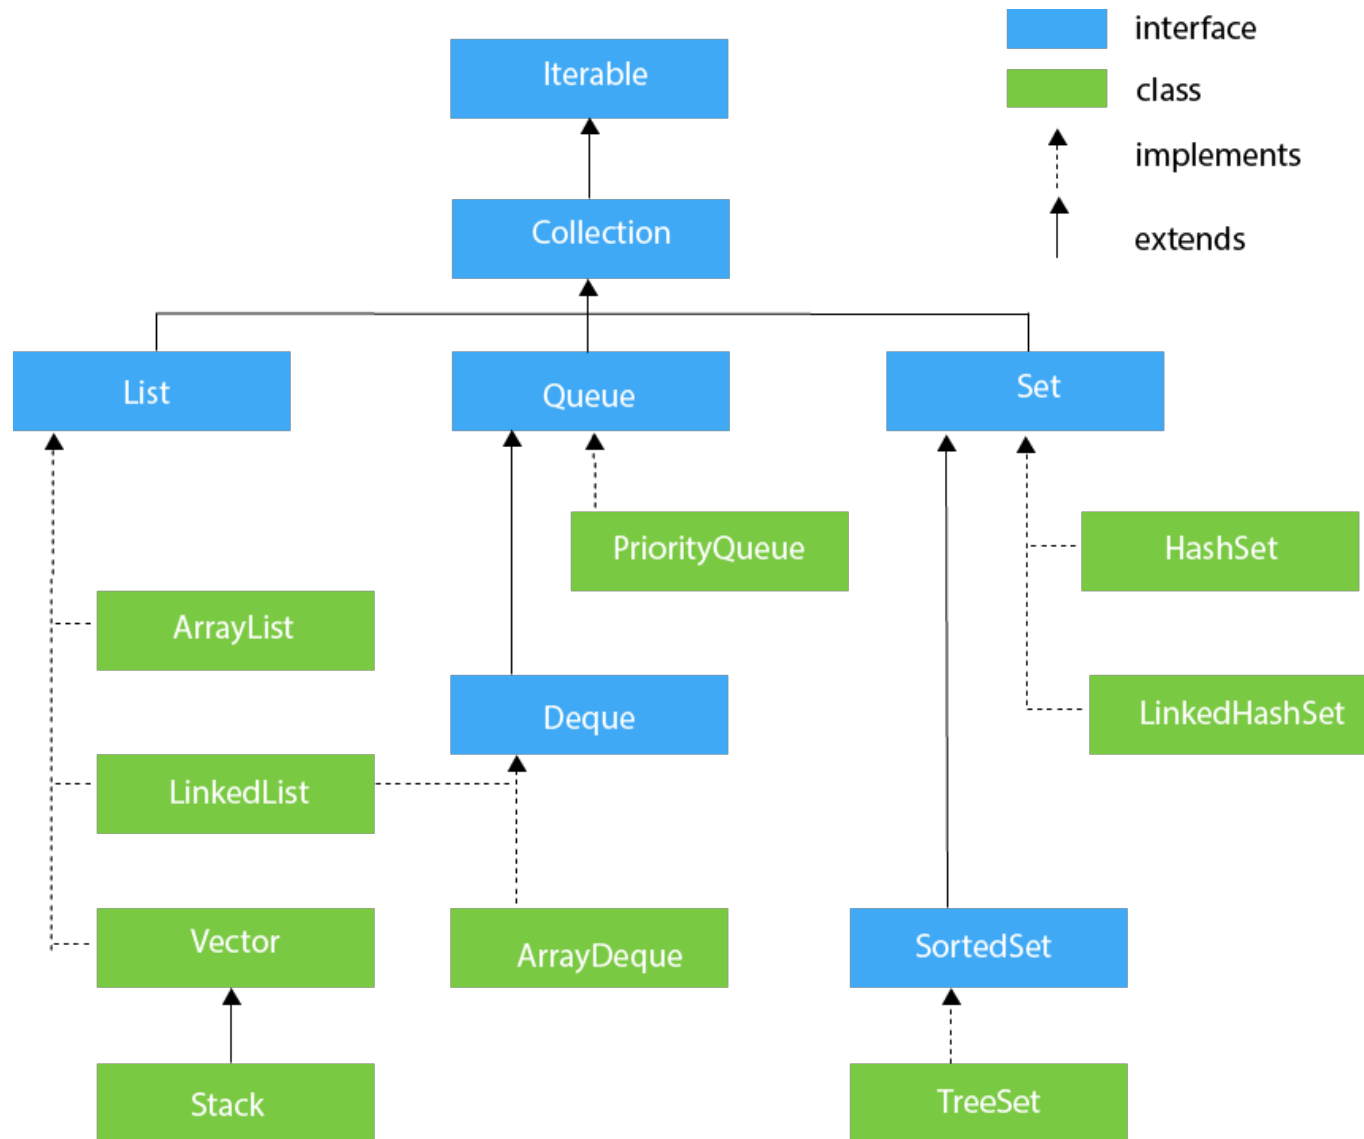 interface
Iterable
class
implements
Collection
extends
List
Queue
Set
PriorityQueue
HashSet
ArrayList
Deque
LinkedHashSet
LinkedList
Vector
ArrayDeque
SortedSet
Stack
TreeSet